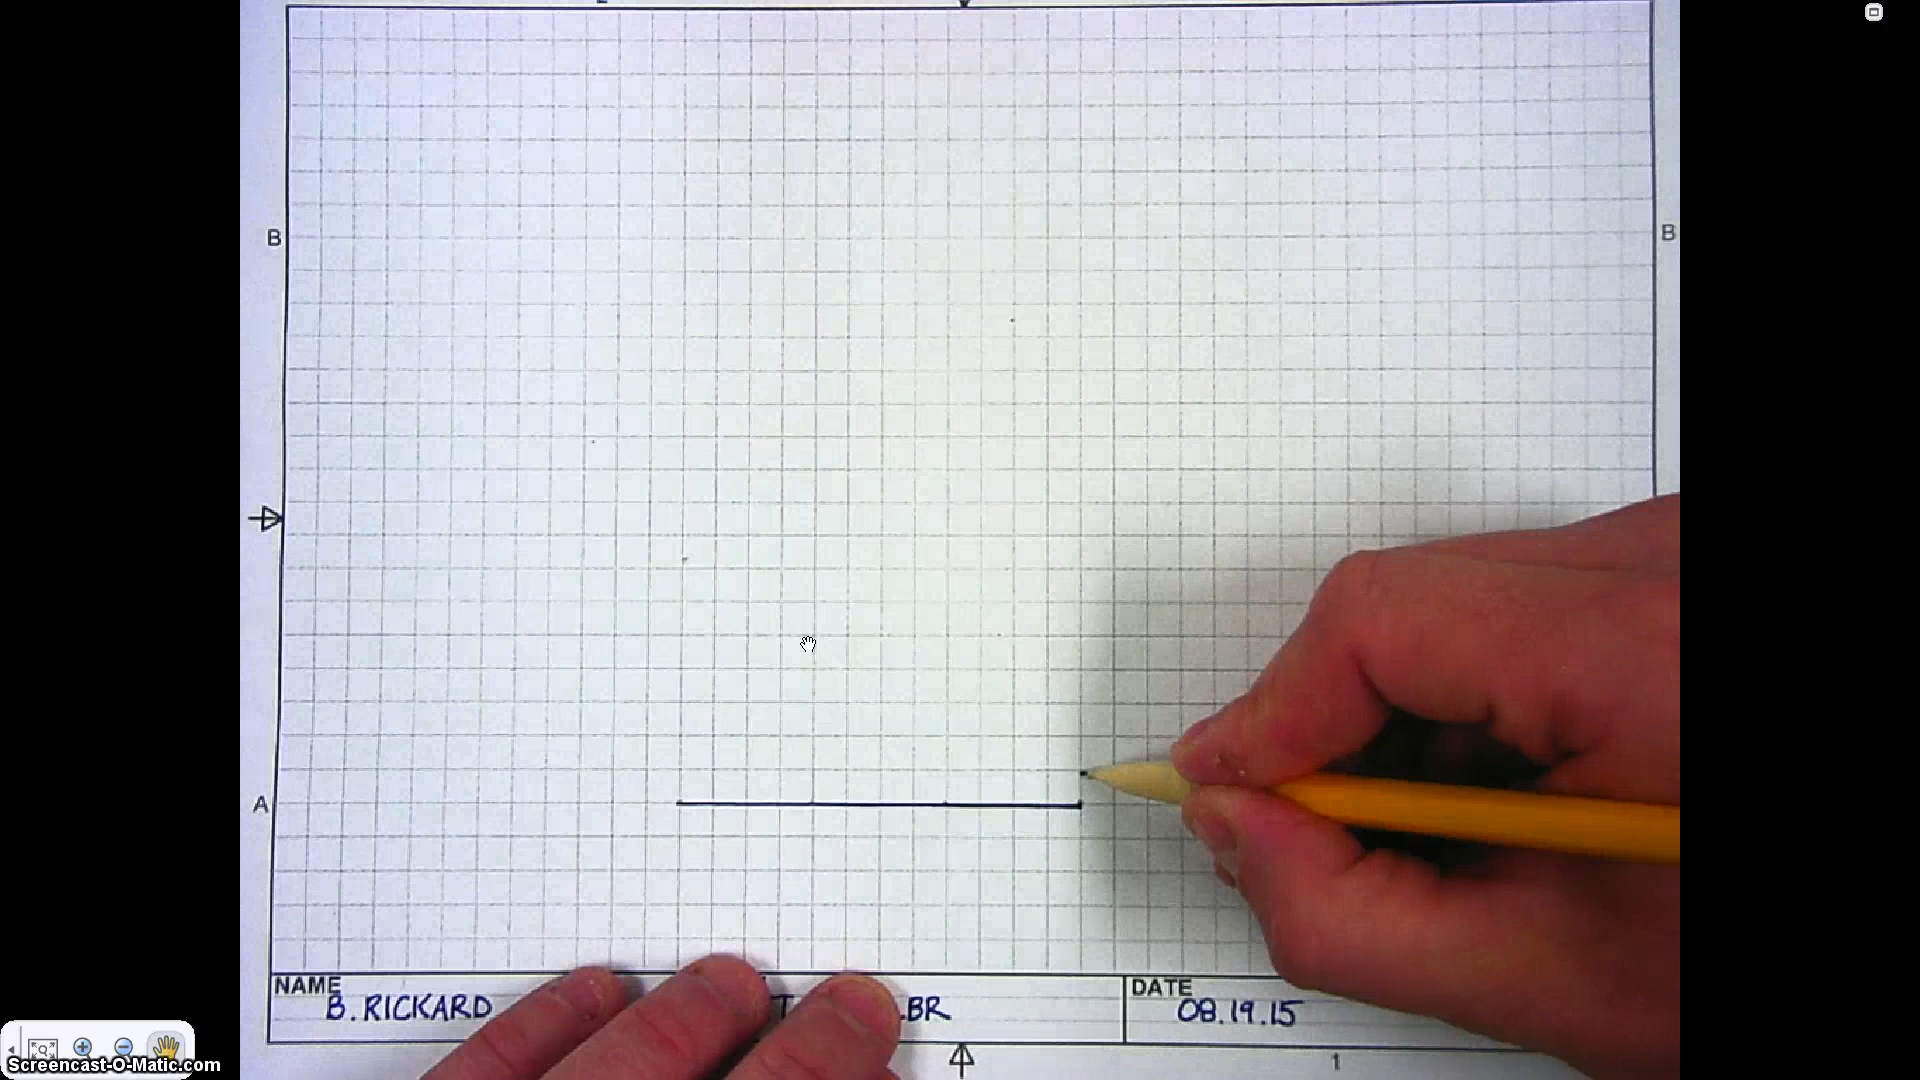 B
B
A
NAME
B. RICKARD
.BR
DATE
08.19.15
1
Screencast-O-Matic.com